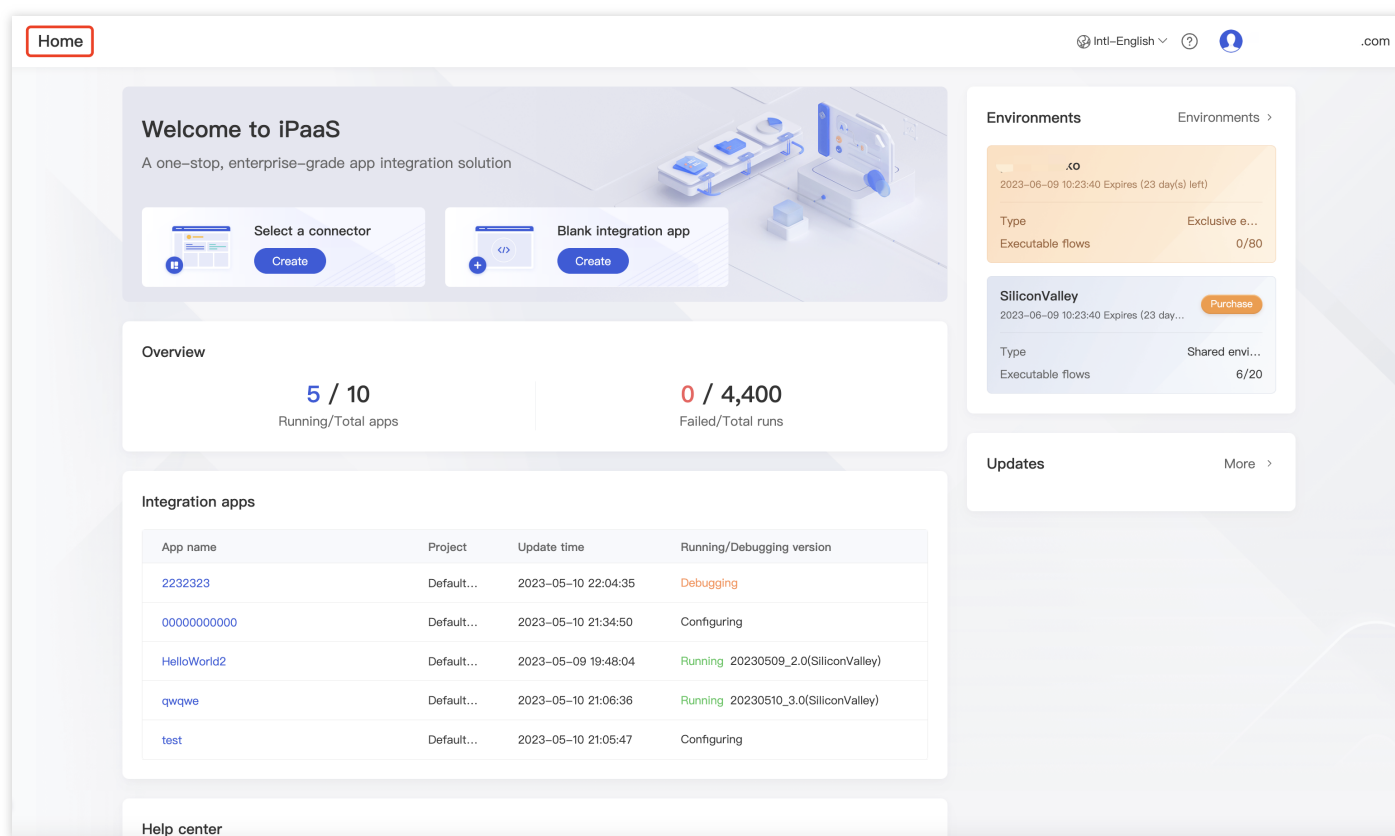 Home
Intl-English
.com
Welcome to iPaaS
A one-stop, enterprise-grade app integration solution
Select a connector
Create
Blank integration app
Create
Overview
5 / 10
Running/Total apps
0 / 4,400
Failed/Total runs
Integration apps
App name Project Update time Running/Debugging version
2232323 Default... 2023-05-10 22:04:35 Debugging
00000000000 Default... 2023-05-10 21:34:50 Configuring
HelloWorld2 Default... 2023-05-09 19:48:04 Running 20230509_2.0(SiliconValley)
qwqwe Default... 2023-05-10 21:06:36 Running 20230510_3.0(SiliconValley)
test Default... 2023-05-10 21:05:47 Configuring
Help center
Environments Environments
2023-06-09 10:23:40 Expires (23 day(s) left)
Type Exclusive e...
Executable flows 0/80
SiliconValley
Purchase
2023-06-09 10:23:40 Expires (23 day...
Type Shared envi...
Executable flows 6/20
Updates More